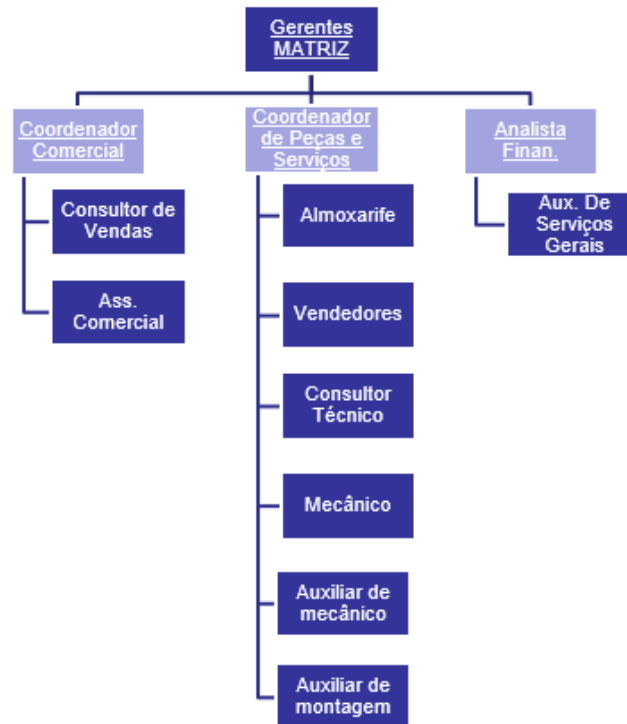 Gerentes
MATRIZ
Coordenador
Comercial
Coordenador
de Peças e
Serviços
Analista
Finan.
Consultor de
Vendas
Ass.
Comercial
Almoxarife
Vendedores
Consultor
Técnico
Mecânico
Auxiliar de
mecânico
Auxiliar de
montagem
Aux. De
Serviços
Gerais